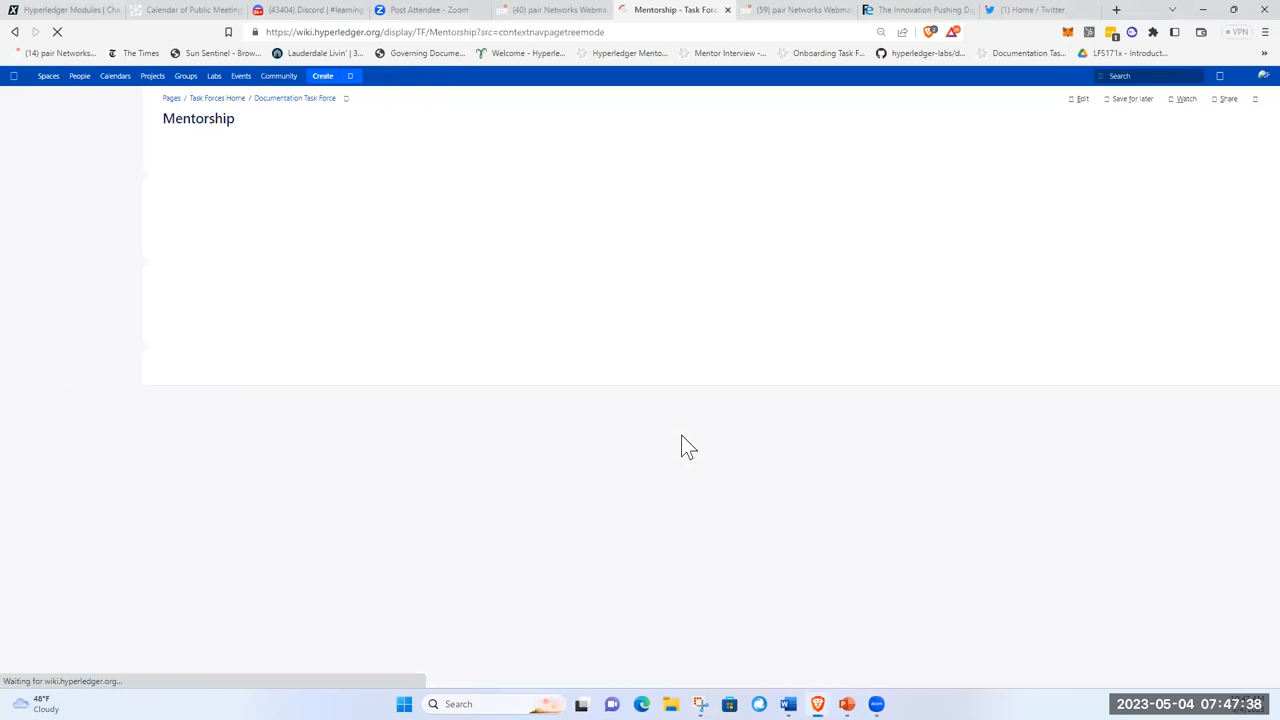 Hyperledger Modules | Cho
Calendar of Public Meeting
(43404) Discord | #learning
Post Attendee - Zoom
(40) pair Networks Webma
Mentorship - Task Forc
(59) pair Networks Webma
The Innovation Pushing Dig
(1) Home / Twitter
https://wiki.hyperledger.org/display/TF/Mentorship?src=contextnavpagetreemode
VPN
(14) pair Networks...
The Times
Sun Sentinel - Brow...
Lauderdale Livin' | 3...
Governing Docume...
Welcome - Hyperle...
Hyperledger Mento...
Mentor Interview -...
Onboarding Task F...
hyperledger-labs/d...
Documentation Tas...
LFS171x - Introduct...
Spaces People Calendars Projects Groups Labs Events Community Create
Search
Pages / Task Forces Home / Documentation Task Force
Edit Save for later Watch Share
Mentorship
Waiting for wiki.hyperledger.org...
48°F
Cloudy
Search
2023-05-04 07:47:38